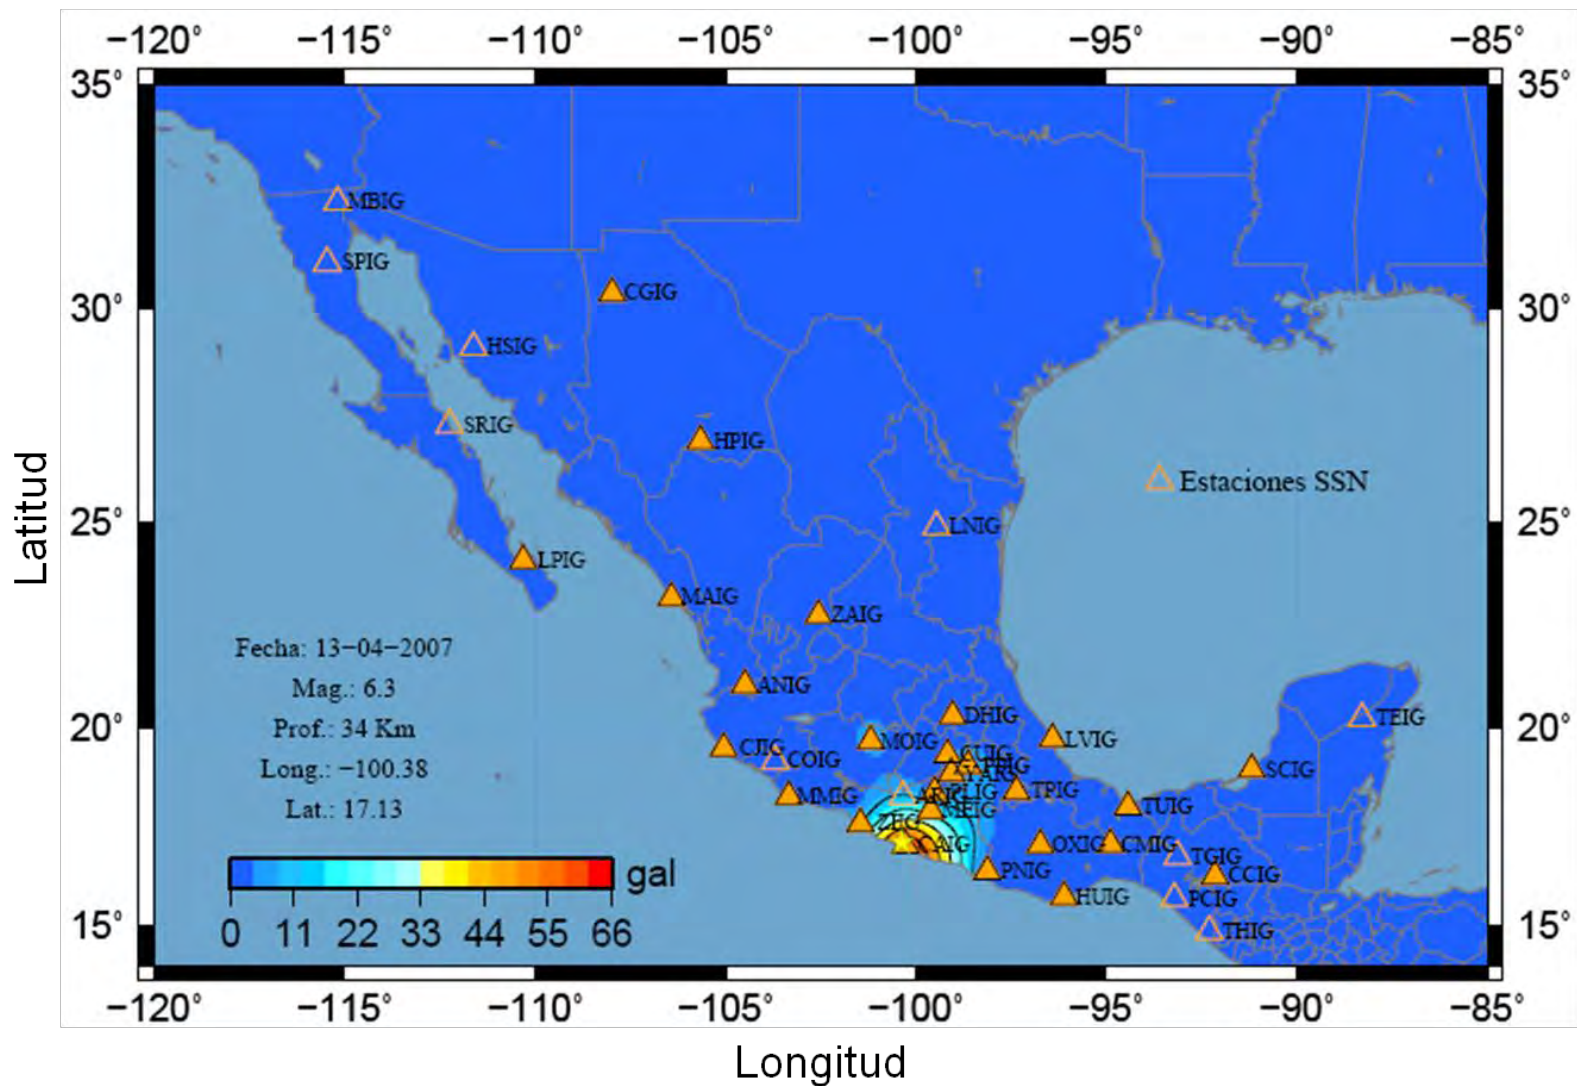 −120° −115° −110° −105° −100° −95° −90° −85°
35° 35°
MBIG
SPIG
CGIG
30° 30°
HSIG
SRIG
HPIG
Estaciones SSN
25° LNIG 25°
LPIG
MAIG
ZAIG
Fecha: 13−04−2007
Mag.: 6.3
Prof.: 34 Km
Long.: −100.38
Lat.: 17.13
ANIG
DHIG
TEIG
20° 20°
MOIG
LVIG
CJIG
CUIG
COIG
SCIG
MMIG
PLIG
TPIG
MEIG
TUIG
OXIG
CMIG
TGIG
PNIG
CCIG
HUIG
PCIG
THIG
gal
0 11 22 33 44 55 66
15° 15°
−120° −115° −110° −105° −100° −95° −90° −85°
Latitud
Longitud